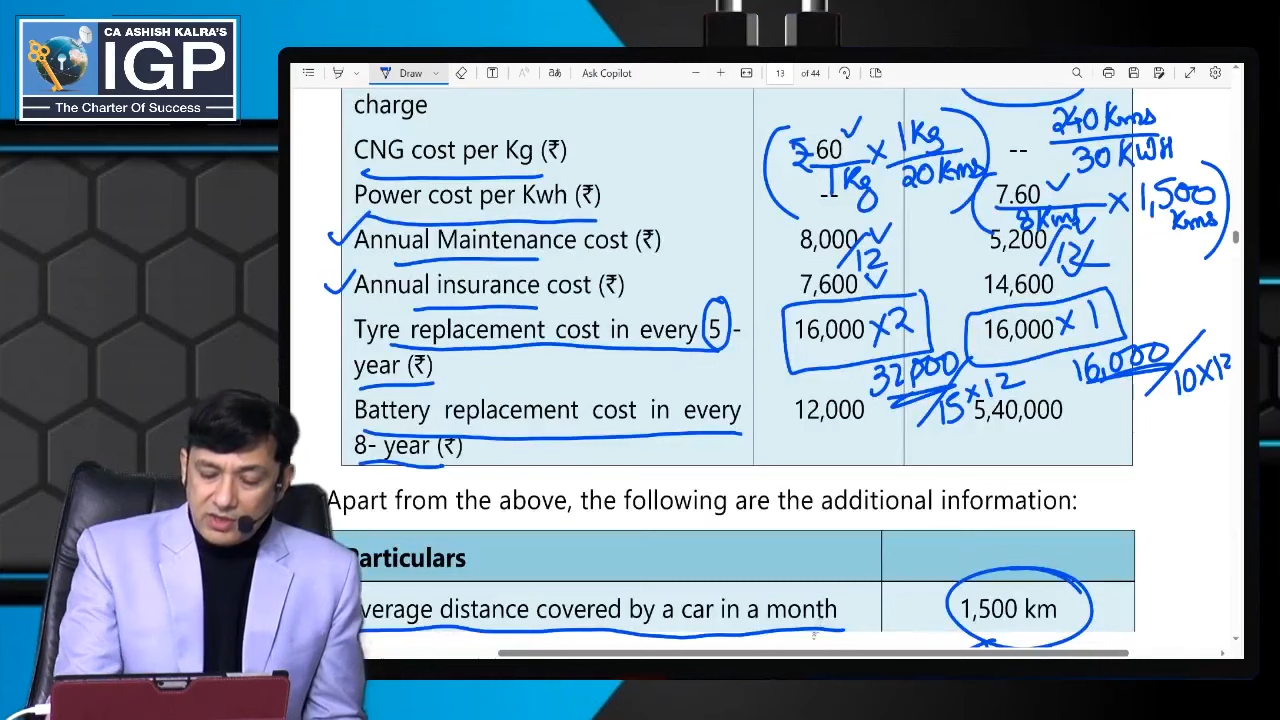 CA ASHISH KALRA'S
IGP
The Charter Of Success
Draw
Ask Copilot
13 of 44
charge
CNG cost per Kg (₹) ₹60/1Kg × 1Kg/20 Kms -- 240 Kms/30 KWH
Power cost per Kwh (₹) -- 7.60/8 Kms × 1,500 Kms
Annual Maintenance cost (₹) 8,000/12 5,200/12
Annual insurance cost (₹) 7,600 14,600
Tyre replacement cost in every 5 - 16,000 ×2 16,000 × 1
year (₹) 32,000/15×12 16,000/10×12
Battery replacement cost in every 12,000 5,40,000
8- year (₹)
Apart from the above, the following are the additional information:
Particulars
verage distance covered by a car in a month 1,500 km